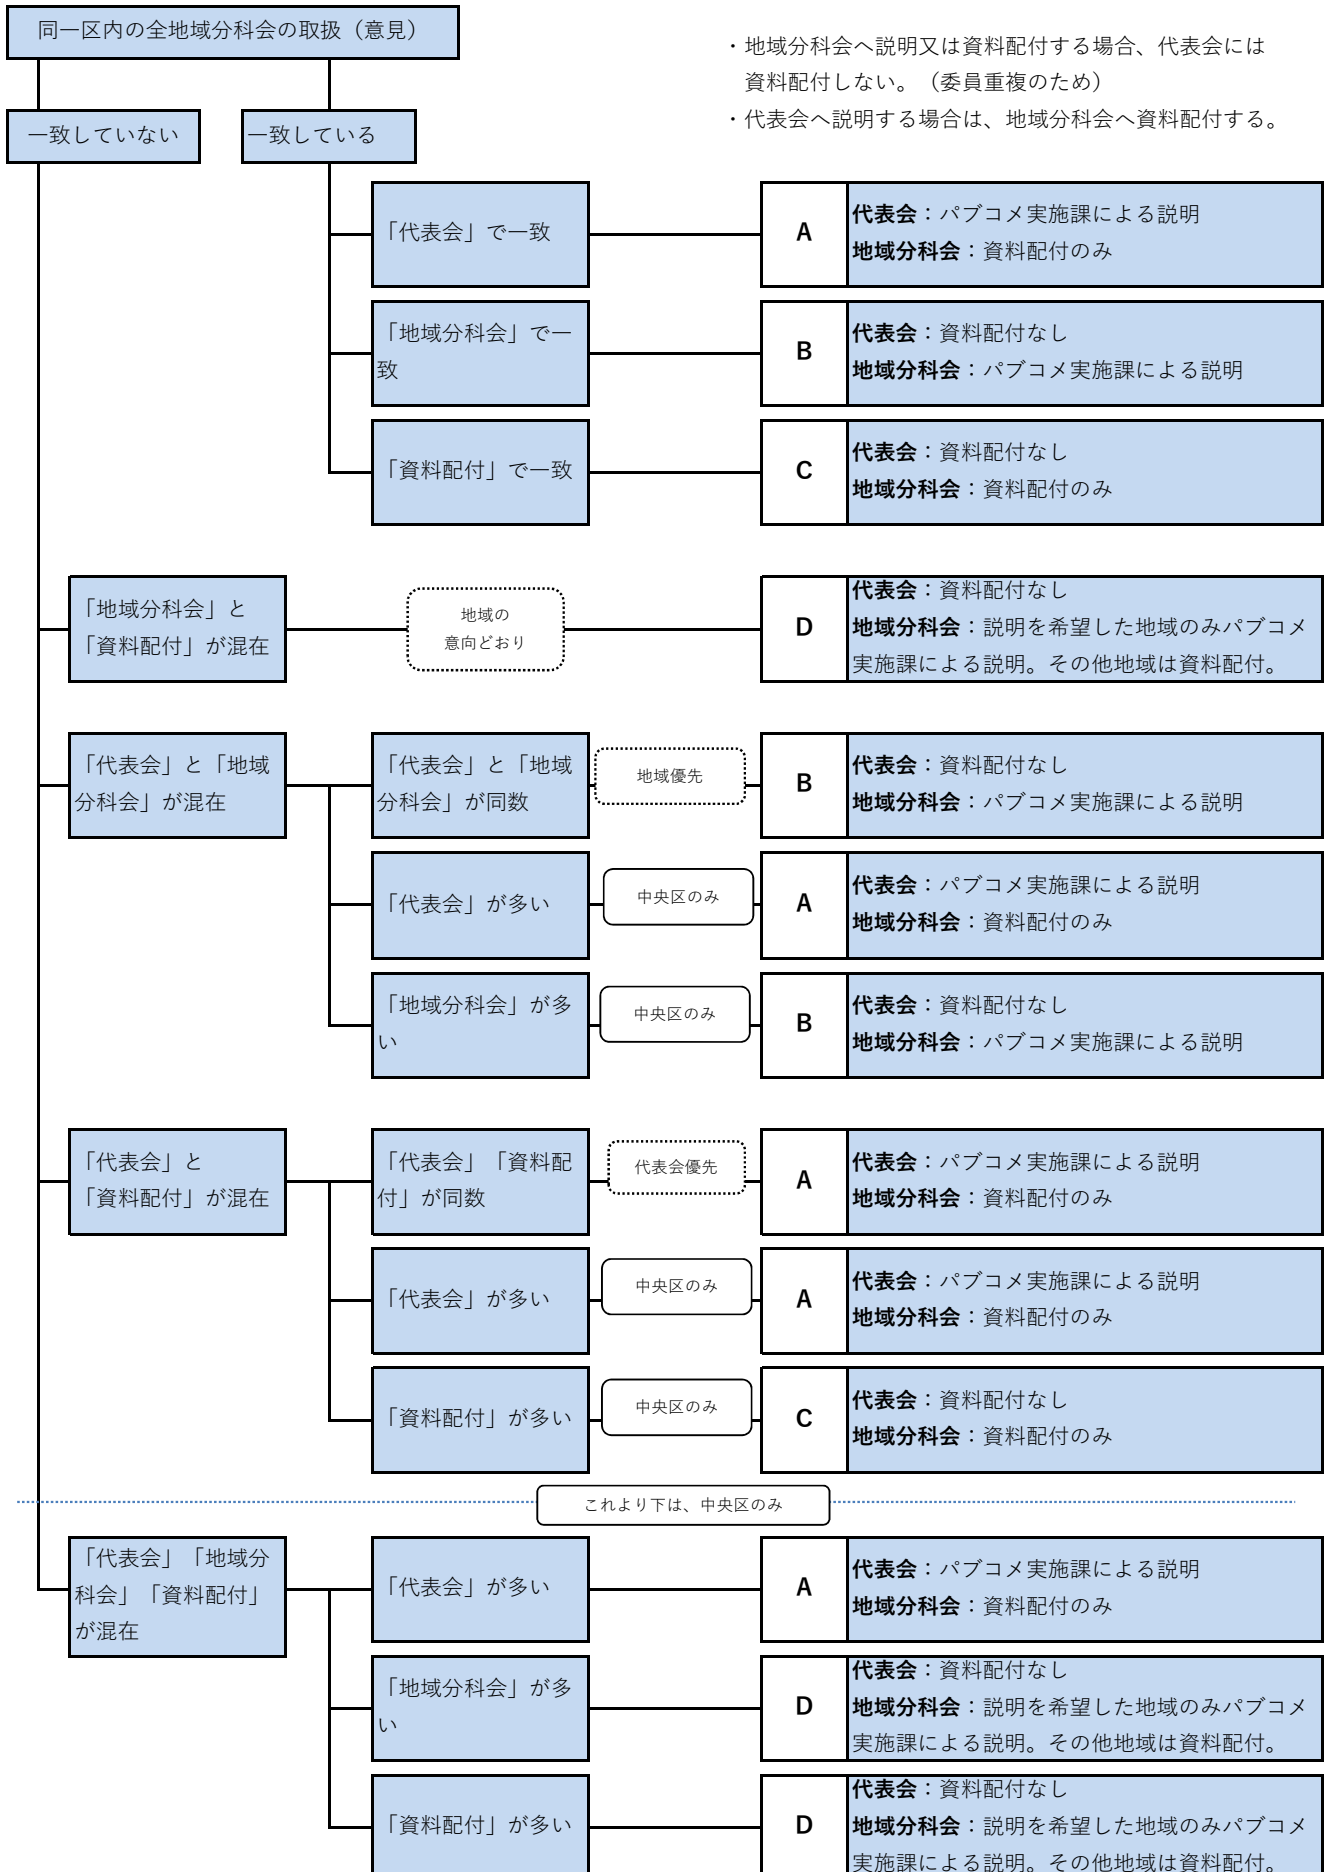 同一区内の全地域分科会の取扱（意見）
・地域分科会へ説明又は資料配付する場合、代表会には
資料配付しない。（委員重複のため）
・代表会へ説明する場合は、地域分科会へ資料配付する。
一致していない
一致している
「代表会」で一致
A
代表会：パブコメ実施課による説明
地域分科会：資料配付のみ
「地域分科会」で一
致
B
代表会：資料配付なし
地域分科会：パブコメ実施課による説明
「資料配付」で一致
C
代表会：資料配付なし
地域分科会：資料配付のみ
「地域分科会」と
「資料配付」が混在
地域の
意向どおり
D
代表会：資料配付なし
地域分科会：説明を希望した地域のみパブコメ
実施課による説明。その他地域は資料配付。
「代表会」と「地域
分科会」が混在
「代表会」と「地域
分科会」が同数
地域優先
B
代表会：資料配付なし
地域分科会：パブコメ実施課による説明
「代表会」が多い
中央区のみ
A
代表会：パブコメ実施課による説明
地域分科会：資料配付のみ
「地域分科会」が多
い
中央区のみ
B
代表会：資料配付なし
地域分科会：パブコメ実施課による説明
「代表会」と
「資料配付」が混在
「代表会」「資料配
付」が同数
代表会優先
A
代表会：パブコメ実施課による説明
地域分科会：資料配付のみ
「代表会」が多い
中央区のみ
A
代表会：パブコメ実施課による説明
地域分科会：資料配付のみ
「資料配付」が多い
中央区のみ
C
代表会：資料配付なし
地域分科会：資料配付のみ
これより下は、中央区のみ
「代表会」「地域分
科会」「資料配付」
が混在
「代表会」が多い
A
代表会：パブコメ実施課による説明
地域分科会：資料配付のみ
「地域分科会」が多
い
D
代表会：資料配付なし
地域分科会：説明を希望した地域のみパブコメ
実施課による説明。その他地域は資料配付。
「資料配付」が多い
D
代表会：資料配付なし
地域分科会：説明を希望した地域のみパブコメ
実施課による説明。その他地域は資料配付。